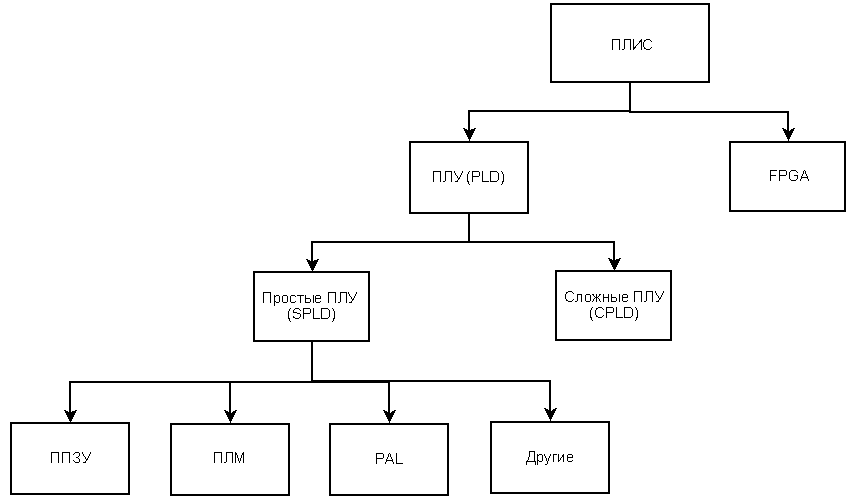 ПЛИС
ПЛУ (PLD)
FPGA
Простые ПЛУ
(SPLD)
Сложные ПЛУ
(CPLD)
ППЗУ
ПЛМ
PAL
Другие